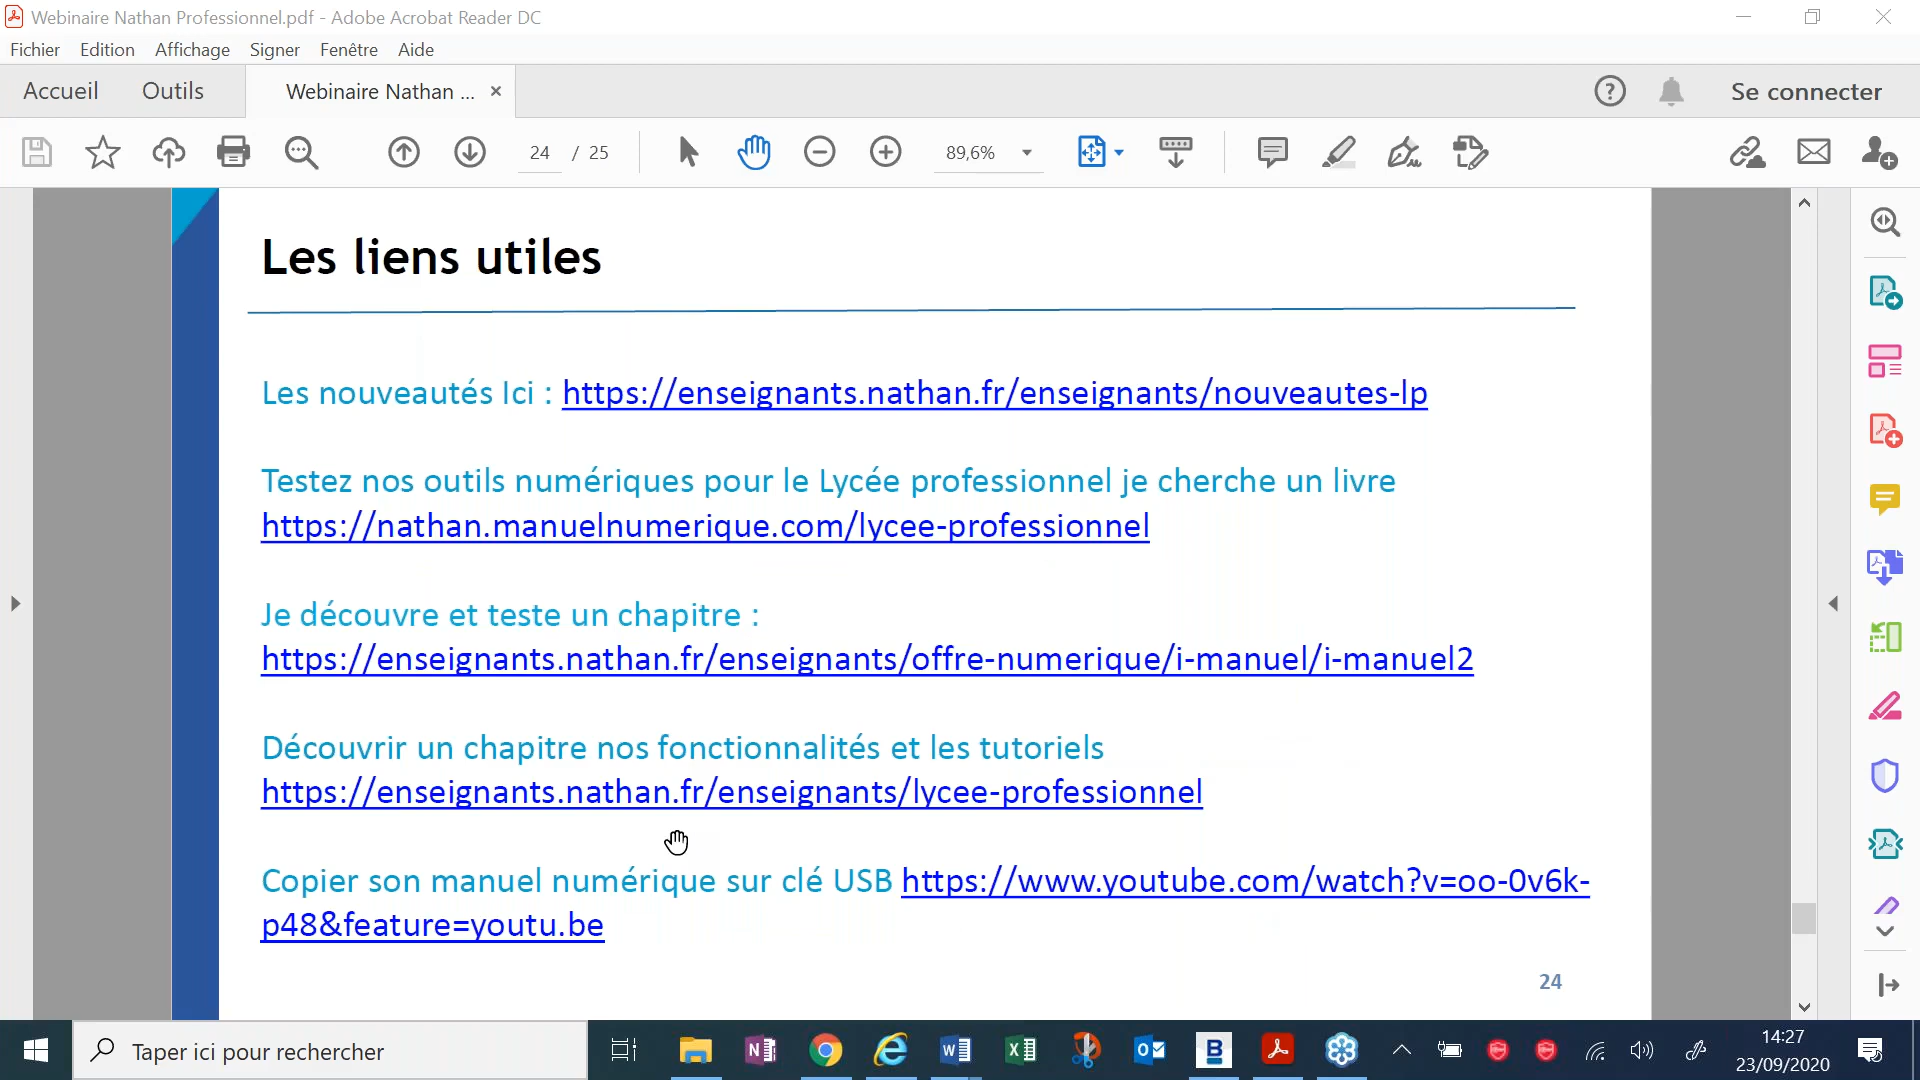 Webinaire Nathan Professionnel.pdf - Adobe Acrobat Reader DC
Fichier Edition Affichage Signer Fenêtre Aide
Accueil Outils Webinaire Nathan ... × Se connecter
24 / 25 89,6%
Les liens utiles
Les nouveautés Ici : https://enseignants.nathan.fr/enseignants/nouveautes-lp
Testez nos outils numériques pour le Lycée professionnel je cherche un livre
https://nathan.manuelnumerique.com/lycee-professionnel
Je découvre et teste un chapitre :
https://enseignants.nathan.fr/enseignants/offre-numerique/i-manuel/i-manuel2
Découvrir un chapitre nos fonctionnalités et les tutoriels
https://enseignants.nathan.fr/enseignants/lycee-professionnel
Copier son manuel numérique sur clé USB https://www.youtube.com/watch?v=oo-0v6k-
p48&feature=youtu.be
24
Taper ici pour rechercher
14:27
23/09/2020